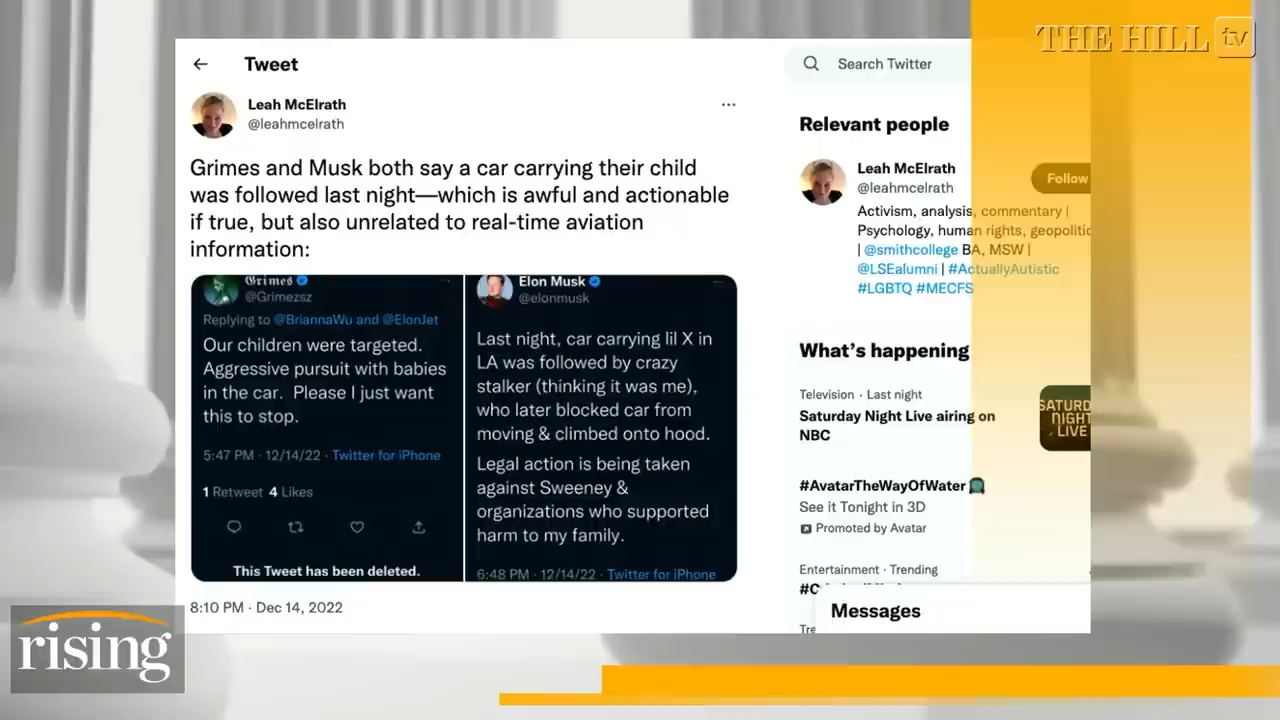 THE HILL tv
Tweet
Search Twitter
Leah McElrath
@leahmcelrath
Grimes and Musk both say a car carrying their child
was followed last night—which is awful and actionable
if true, but also unrelated to real-time aviation
information:
Grimes
@Grimezsz
Replying to @BriannaWu and @ElonJet
Our children were targeted.
Aggressive pursuit with babies
in the car. Please I just want
this to stop.
5:47 PM · 12/14/22 · Twitter for iPhone
1 Retweet 4 Likes
This Tweet has been deleted.
Elon Musk
@elonmusk
Last night, car carrying lil X in
LA was followed by crazy
stalker (thinking it was me),
who later blocked car from
moving & climbed onto hood.
Legal action is being taken
against Sweeney &
organizations who supported
harm to my family.
6:48 PM · 12/14/22 · Twitter for iPhone
8:10 PM · Dec 14, 2022
Relevant people
Leah McElrath
@leahmcelrath
Follow
Activism, analysis, commentary |
Psychology, human rights, geopolitic
| @smithcollege BA, MSW |
@LSEalumni | #ActuallyAutistic
#LGBTQ #MECFS
What's happening
Television · Last night
Saturday Night Live airing on
NBC
SATURD
NIGHT
LIVE
#AvatarTheWayOfWater
See it Tonight in 3D
Promoted by Avatar
Entertainment · Trending
Messages
rising